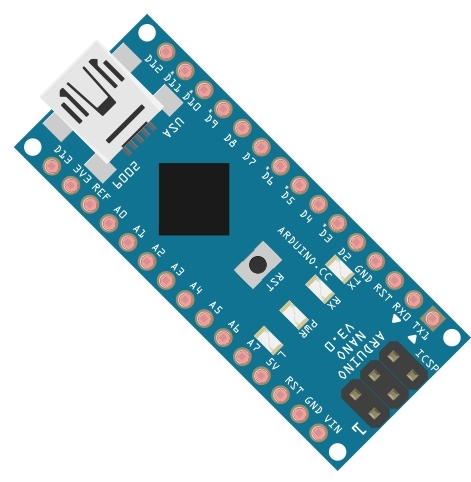 D12
D11
D10
D9
D8
D7
D6
D5
D4
D3
D2
GND
RST
RX0
TX1
USA
2009
D13
3V3
REF
A0
A1
A2
A3
A4
A5
A6
A7
5V
RST
GND
VIN
ARDUINO.CC
RST
TX
RX
PWR
L
ARDUINO
NANO
V3.0
ICSP
1